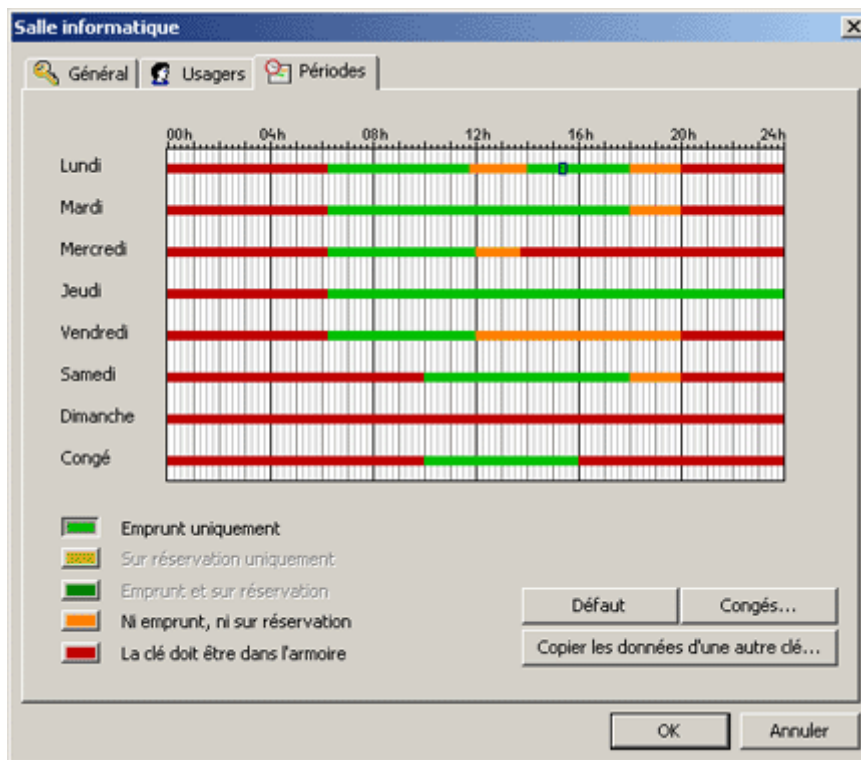 Salle informatique
Général Usagers Périodes
00h 04h 08h 12h 16h 20h 24h
Lundi
Mardi
Mercredi
Jeudi
Vendredi
Samedi
Dimanche
Congé
Emprunt uniquement
Sur réservation uniquement
Emprunt et sur réservation
Ni emprunt, ni sur réservation
La clé doit être dans l'armoire
Défaut Congés...
Copier les données d'une autre clé...
OK Annuler